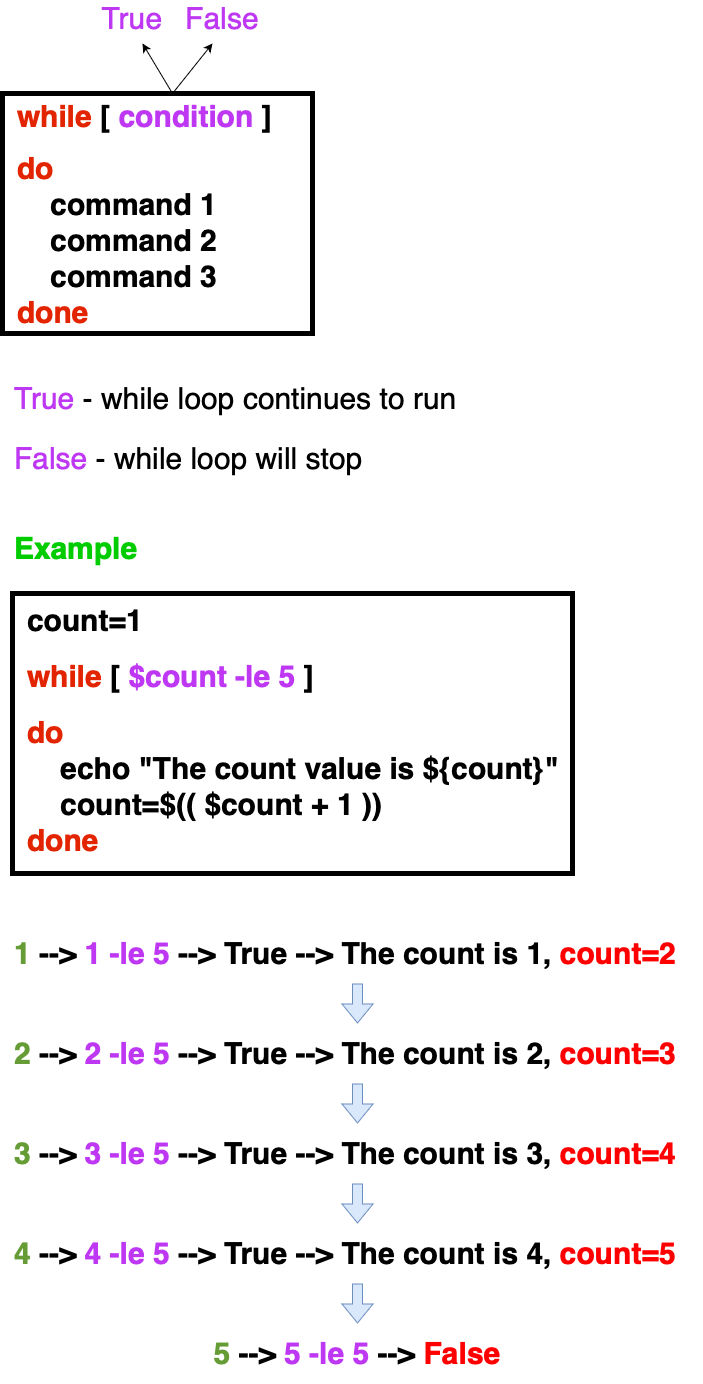 True False
while [ condition ]
do
command 1
command 2
command 3
done
True - while loop continues to run
False - while loop will stop
Example
count=1
while [ $count -le 5 ]
do
echo "The count value is ${count}"
count=$(( $count + 1 ))
done
1 --> 1 -le 5 --> True --> The count is 1, count=2
2 --> 2 -le 5 --> True --> The count is 2, count=3
3 --> 3 -le 5 --> True --> The count is 3, count=4
4 --> 4 -le 5 --> True --> The count is 4, count=5
5 --> 5 -le 5 --> False